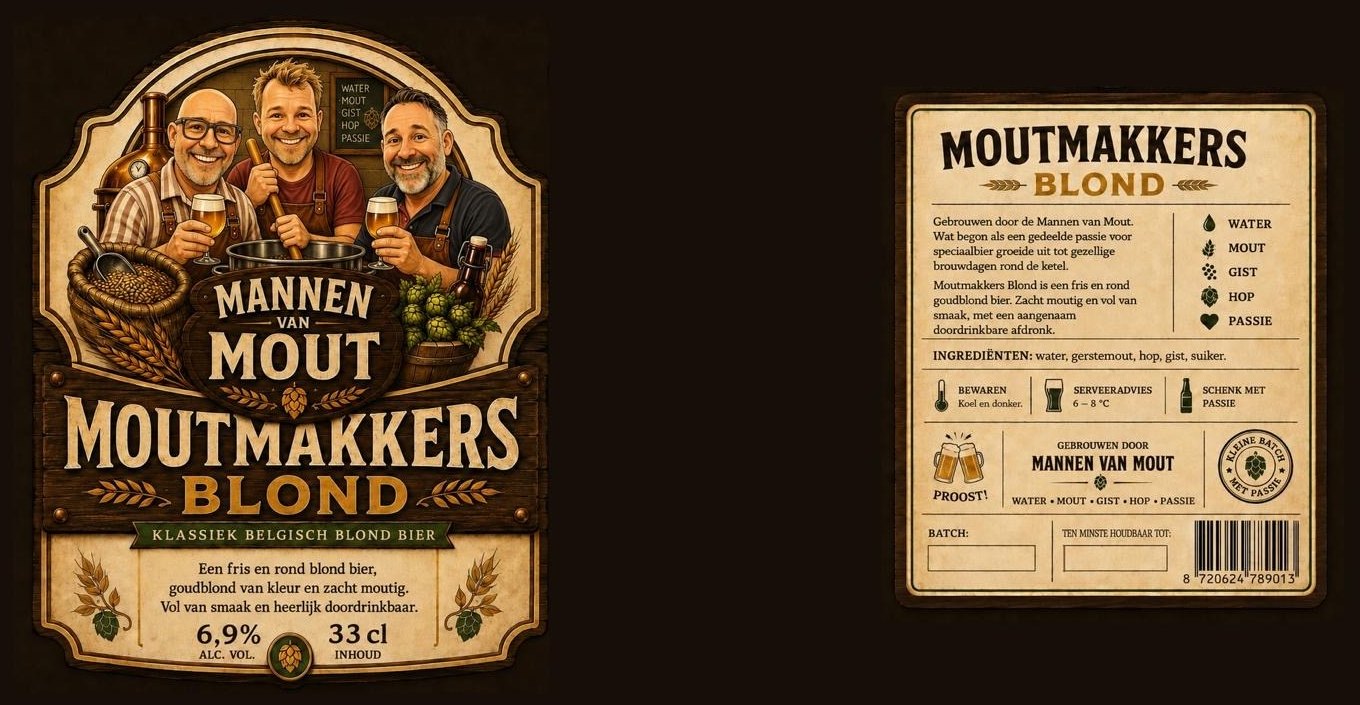 WATER
MOUT
GIST
HOP
PASSIE
MANNEN
VAN
MOUT
MOUTMAKKERS
BLOND
KLASSIEK BELGISCH BLOND BIER
Een fris en rond blond bier,
goudblond van kleur en zacht moutig.
Vol van smaak en heerlijk doordrinkbaar.
6,9%
ALC. VOL.
33 cl
INHOUD
MOUTMAKKERS
BLOND
Gebrouwen door de Mannen van Mout.
Wat begon als een gedeelde passie voor
speciaalbier groeide uit tot gezellige
brouwdagen rond de ketel.
Moutmakkers Blond is een fris en rond
goudblond bier. Zacht moutig en vol van
smaak, met een aangenaam
doordrinkbare afdronk.
WATER
MOUT
GIST
HOP
PASSIE
INGREDIËNTEN: water, gerstemout, hop, gist, suiker.
BEWAREN
Koel en donker.
SERVEERADVIES
6 – 8 °C
SCHENK MET
PASSIE
PROOST!
GEBROUWEN DOOR
MANNEN VAN MOUT
WATER • MOUT • GIST • HOP • PASSIE
KLEINE BATCH
MET PASSIE
BATCH:
TEN MINSTE HOUDBAAR TOT:
8 720624 789013